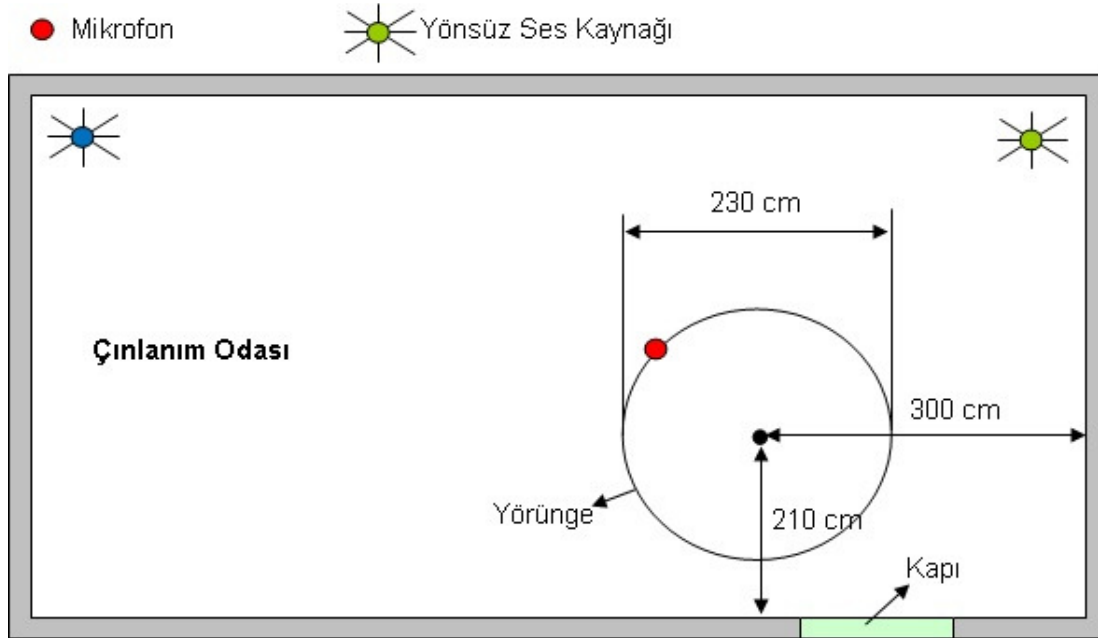 Mikrofon
Yönsüz Ses Kaynağı
230 cm
Çınlanım Odası
300 cm
Yörünge
210 cm
Kapı